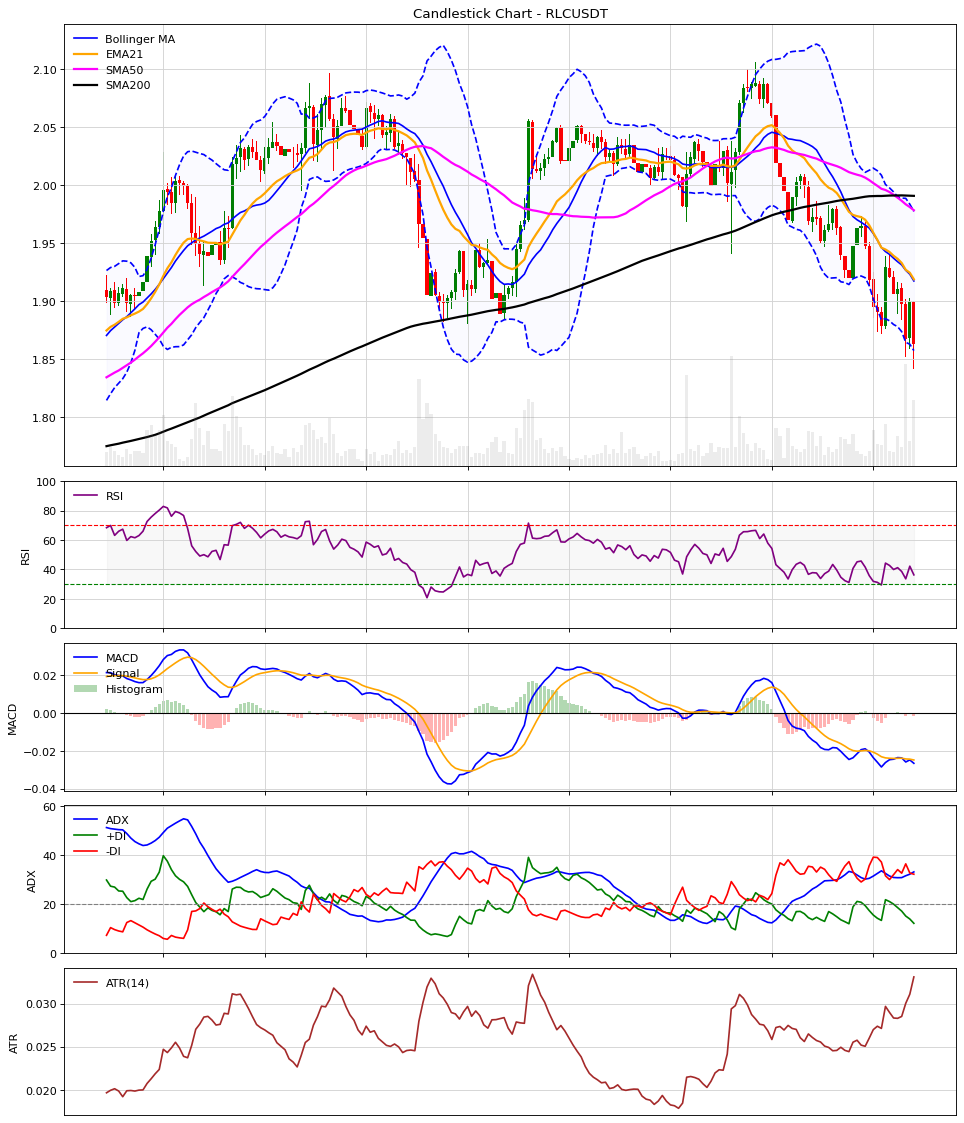 Candlestick Chart - RLCUSDT
Bollinger MA
EMA21
SMA50
SMA200
2.10
2.05
2.00
1.95
1.90
1.85
1.80
RSI
100
80
60
40
20
0
RSI
MACD
Signal
Histogram
0.02
0.00
−0.02
−0.04
MACD
ADX
+DI
-DI
60
40
20
0
ADX
ATR(14)
0.030
0.025
0.020
ATR